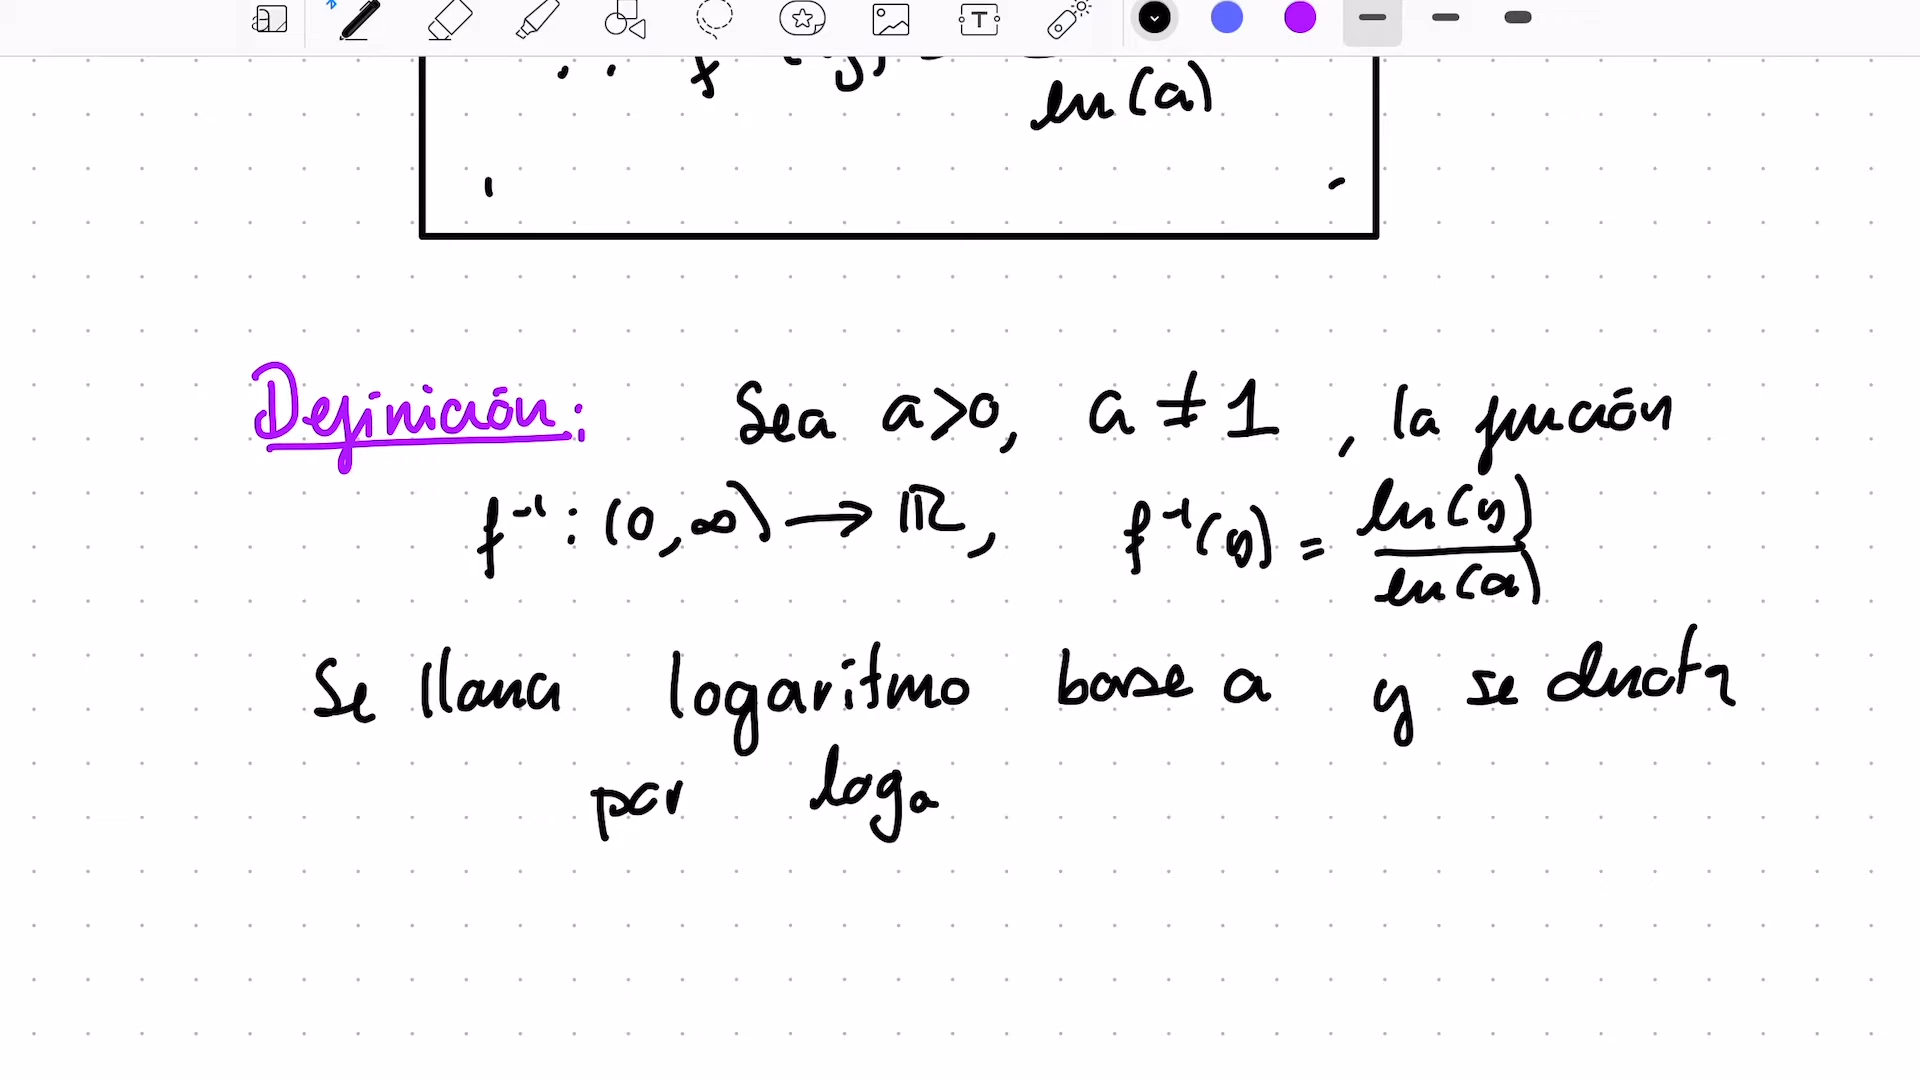 ln(a)
Definición: Sea a>0, a ≠ 1, la función
f⁻¹: (0, ∞) → ℝ, f⁻¹(y) = ln(y)/ln(a)
Se llama logaritmo base a y se denota
por logₐ